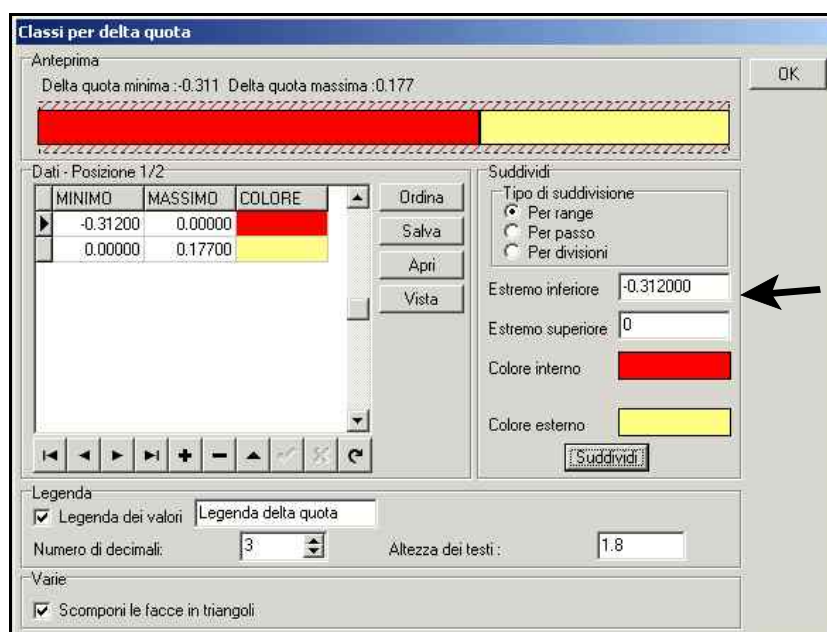 Classi per delta quota
Anteprima
Delta quota minima :-0.311 Delta quota massima :0.177
OK
Dati - Posizione 1/2
MINIMO MASSIMO COLORE
-0.31200 0.00000
0.00000 0.17700
Ordina
Salva
Apri
Vista
Suddividi
Tipo di suddivisione
Per range
Per passo
Per divisioni
Estremo inferiore -0.312000
Estremo superiore 0
Colore interno
Colore esterno
Suddividi
Legenda
Legenda dei valori Legenda delta quota
Numero di decimali: 3 Altezza dei testi : 1.8
Varie
Scomponi le facce in triangoli